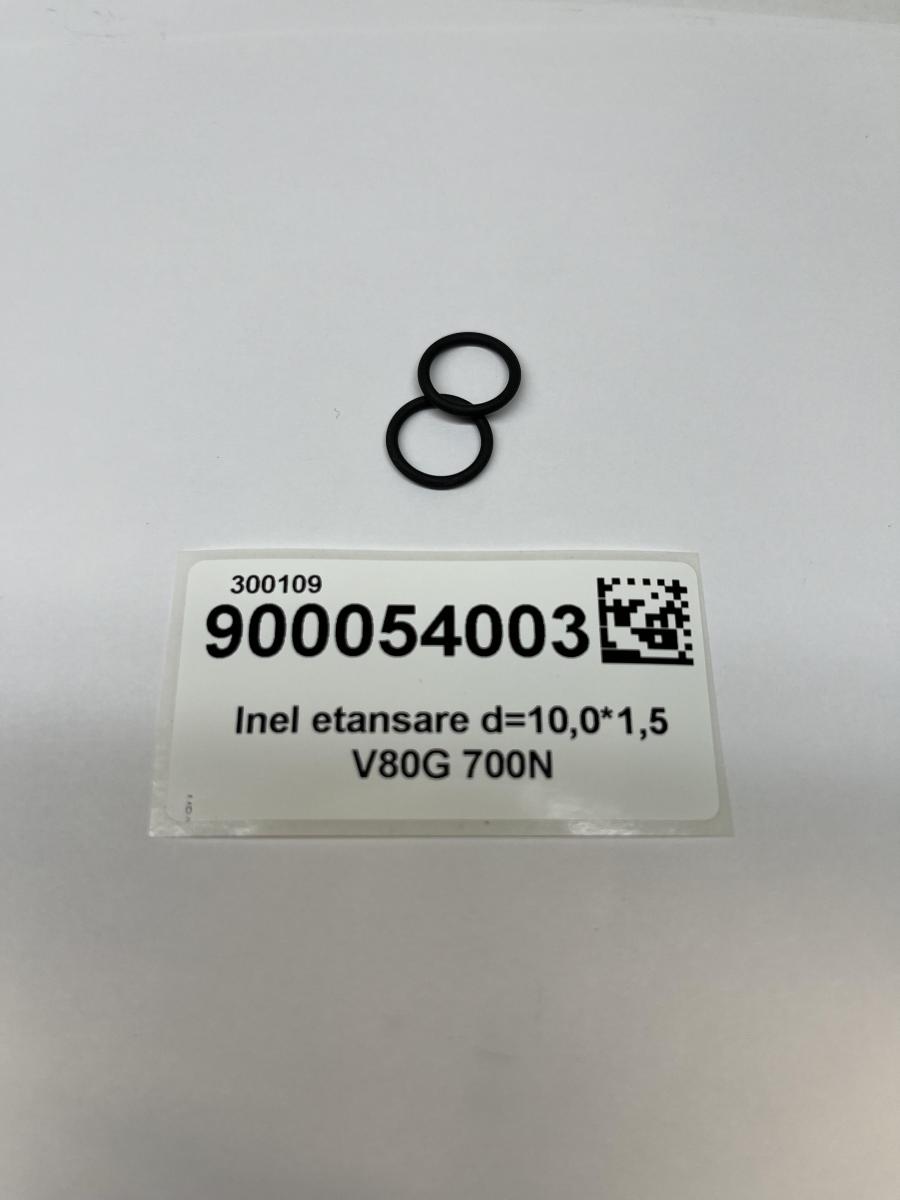 300109
900054003
Inel etansare d=10,0*1,5
V80G 700N